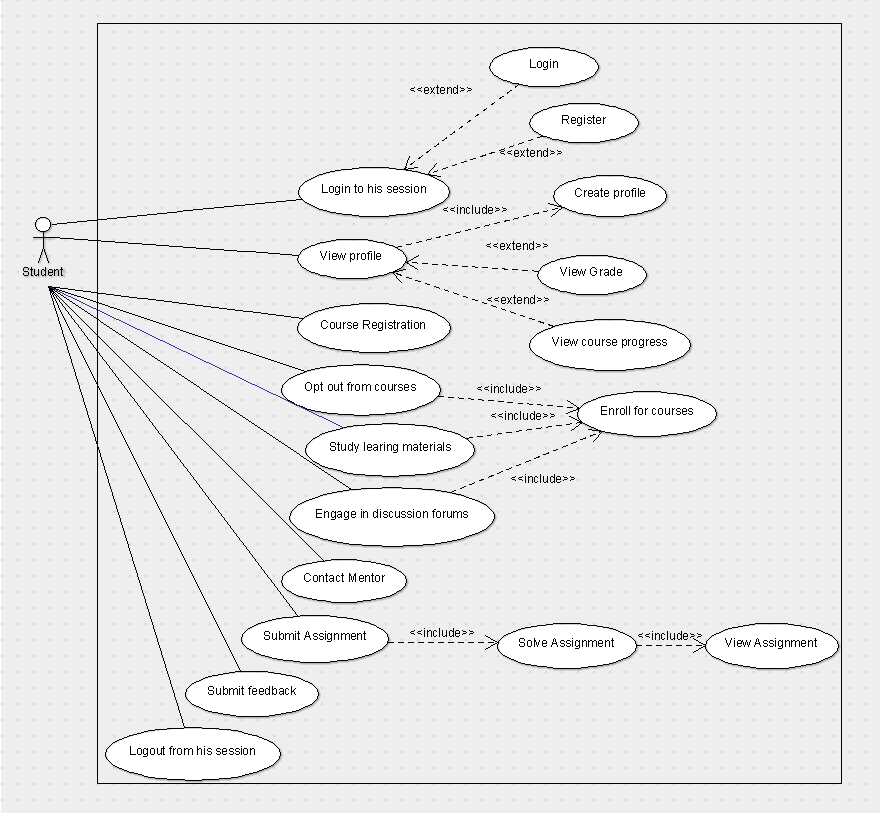 Login
<<extend>>
Register
<<extend>>
Login to his session
Create profile
<<include>>
View profile
<<extend>>
View Grade
Student
<<extend>>
Course Registration
View course progress
Opt out from courses
<<include>>
Enroll for courses
<<include>>
Study learing materials
<<include>>
Engage in discussion forums
Contact Mentor
Submit Assignment
<<include>>
Solve Assignment
<<include>>
View Assignment
Submit feedback
Logout from his session